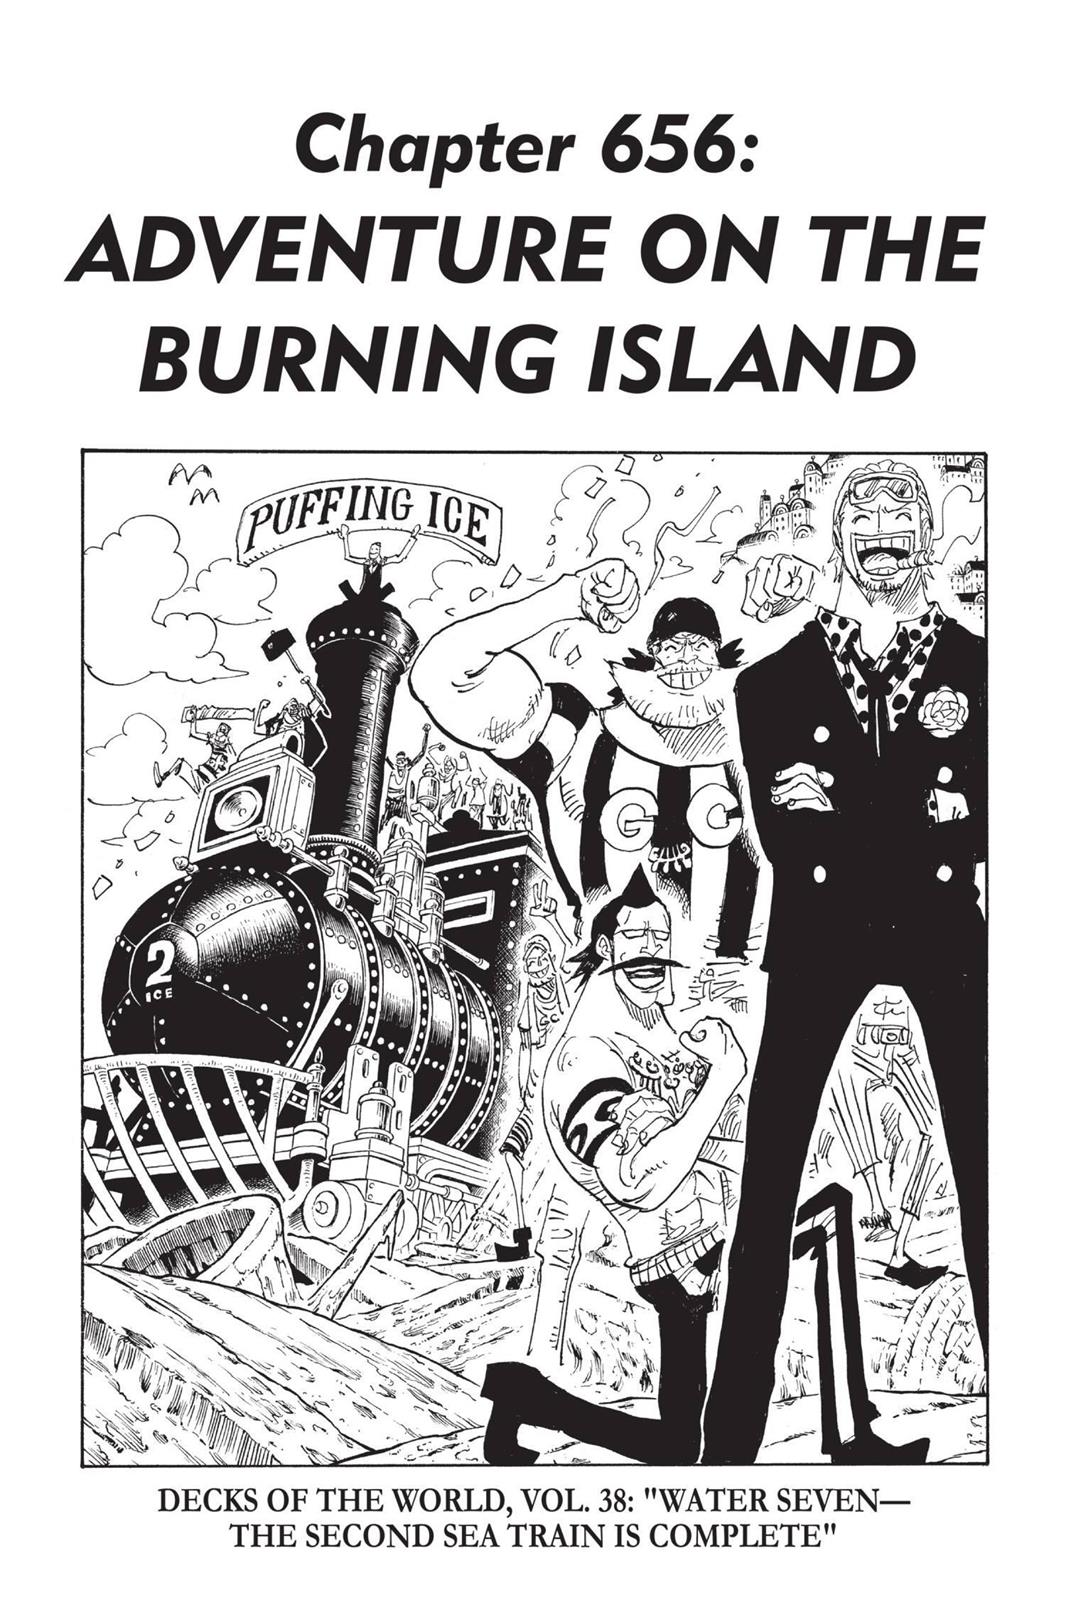 Chapter 656:
ADVENTURE ON THE
BURNING ISLAND
PUFFING ICE
G C
2
ICE
DECKS OF THE WORLD, VOL. 38: "WATER SEVEN—
THE SECOND SEA TRAIN IS COMPLETE"